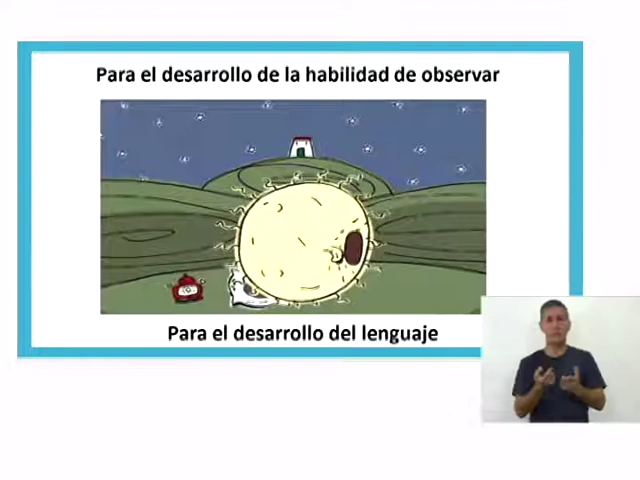 Para el desarrollo de la habilidad de observar
Para el desarrollo del lenguaje